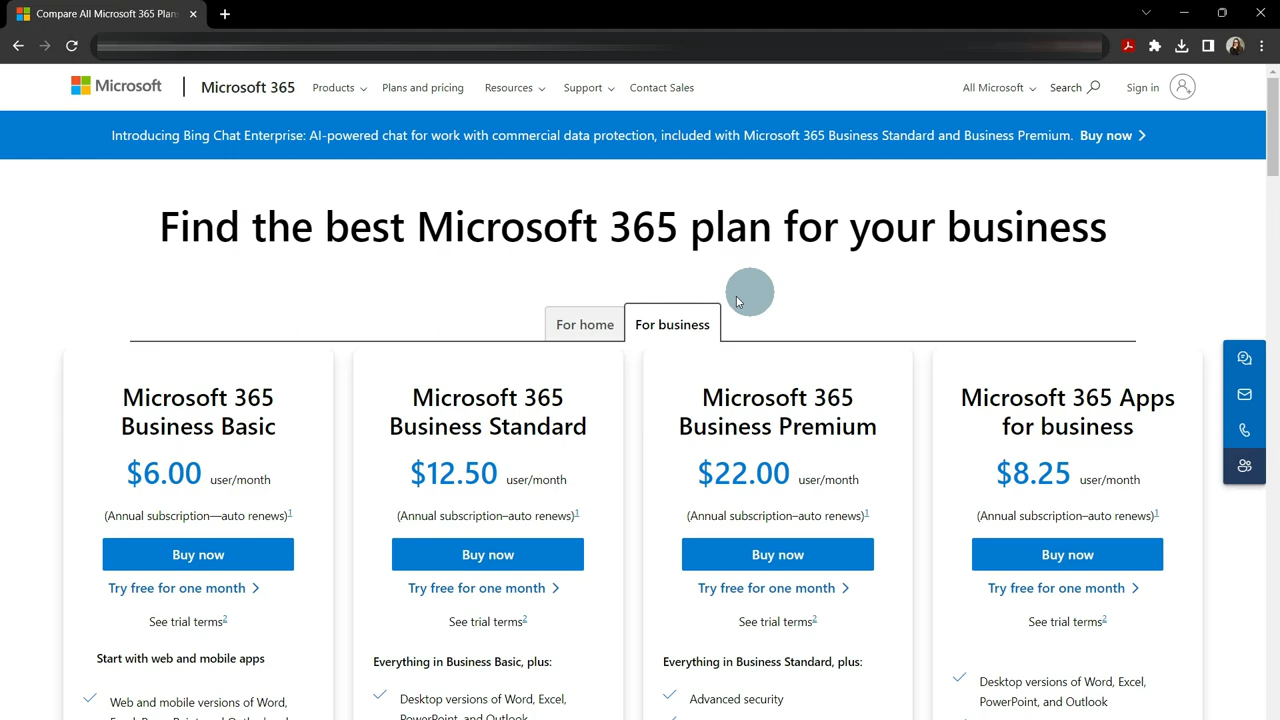 Compare All Microsoft 365 Plan
Microsoft
Microsoft 365
Products
Plans and pricing
Resources
Support
Contact Sales
All Microsoft
Search
Sign in
Introducing Bing Chat Enterprise: AI-powered chat for work with commercial data protection, included with Microsoft 365 Business Standard and Business Premium. Buy now
Find the best Microsoft 365 plan for your business
For home
For business
Microsoft 365
Business Basic
$6.00 user/month
(Annual subscription—auto renews)1
Buy now
Try free for one month
See trial terms2
Start with web and mobile apps
Web and mobile versions of Word,
Microsoft 365
Business Standard
$12.50 user/month
(Annual subscription–auto renews)1
Buy now
Try free for one month
See trial terms2
Everything in Business Basic, plus:
Desktop versions of Word, Excel,
PowerPoint, and Outlook
Microsoft 365
Business Premium
$22.00 user/month
(Annual subscription–auto renews)1
Buy now
Try free for one month
See trial terms2
Everything in Business Standard, plus:
Advanced security
Microsoft 365 Apps
for business
$8.25 user/month
(Annual subscription–auto renews)1
Buy now
Try free for one month
See trial terms2
Desktop versions of Word, Excel,
PowerPoint, and Outlook